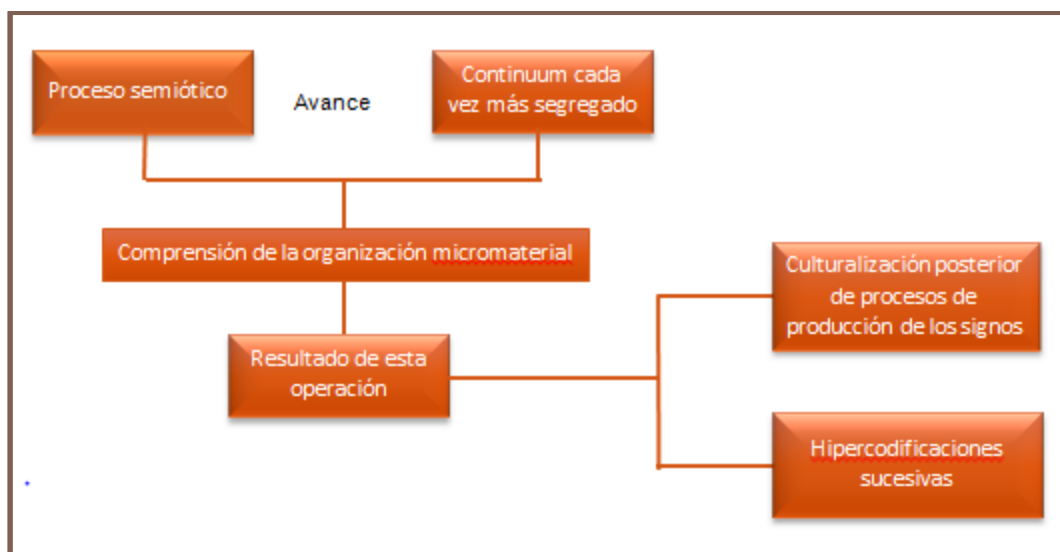 Proceso semiótico
Avance
Continuum cada
vez más segregado
Comprensión de la organización micromaterial
Resultado de esta
operación
Culturalización posterior
de procesos de
producción de los signos
Hipercodificaciones
sucesivas